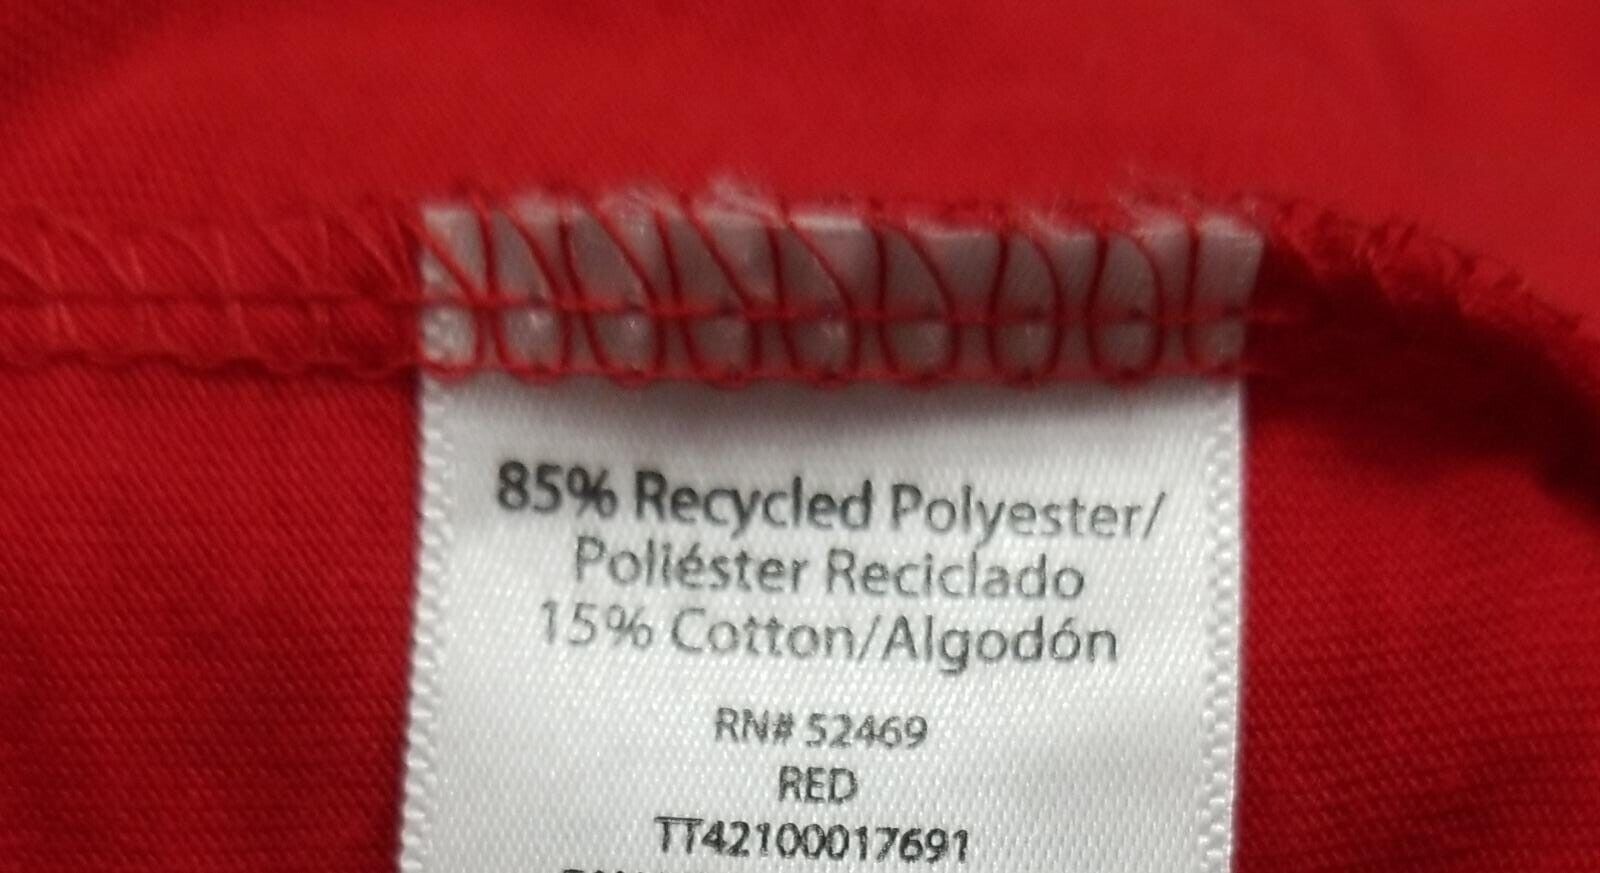 85% Recycled Polyester/
Poliéster Reciclado
15% Cotton/Algodón
RN# 52469
RED
TT42100017691